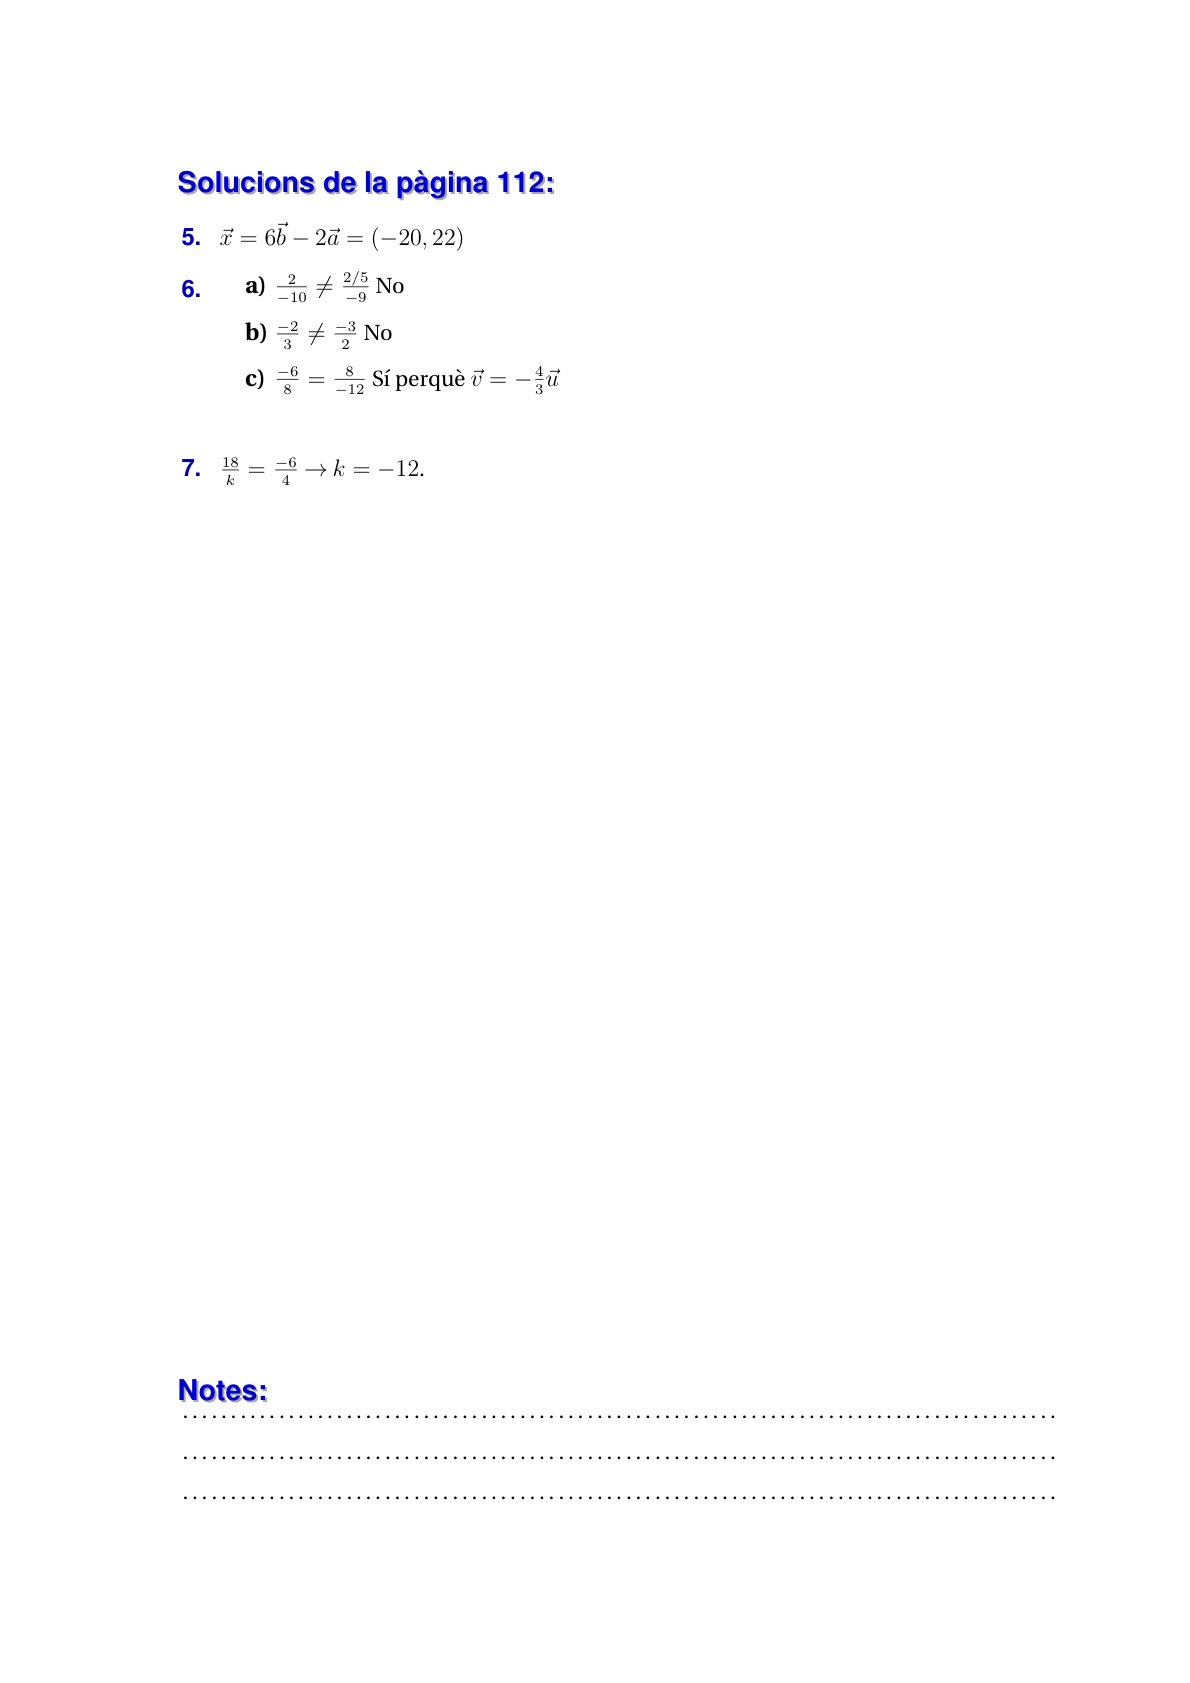 Solucions de la pàgina 112:
5. $\vec{x} = 6\vec{b} - 2\vec{a} = (-20, 22)$
6. a) $\frac{2}{-10} \neq \frac{2/5}{-9}$ No
b) $\frac{-2}{3} \neq \frac{-3}{2}$ No
c) $\frac{-6}{8} = \frac{8}{-12}$ Sí perquè $\vec{v} = -\frac{4}{3}\vec{u}$
7. $\frac{18}{k} = \frac{-6}{4} \rightarrow k = -12.$
Notes: